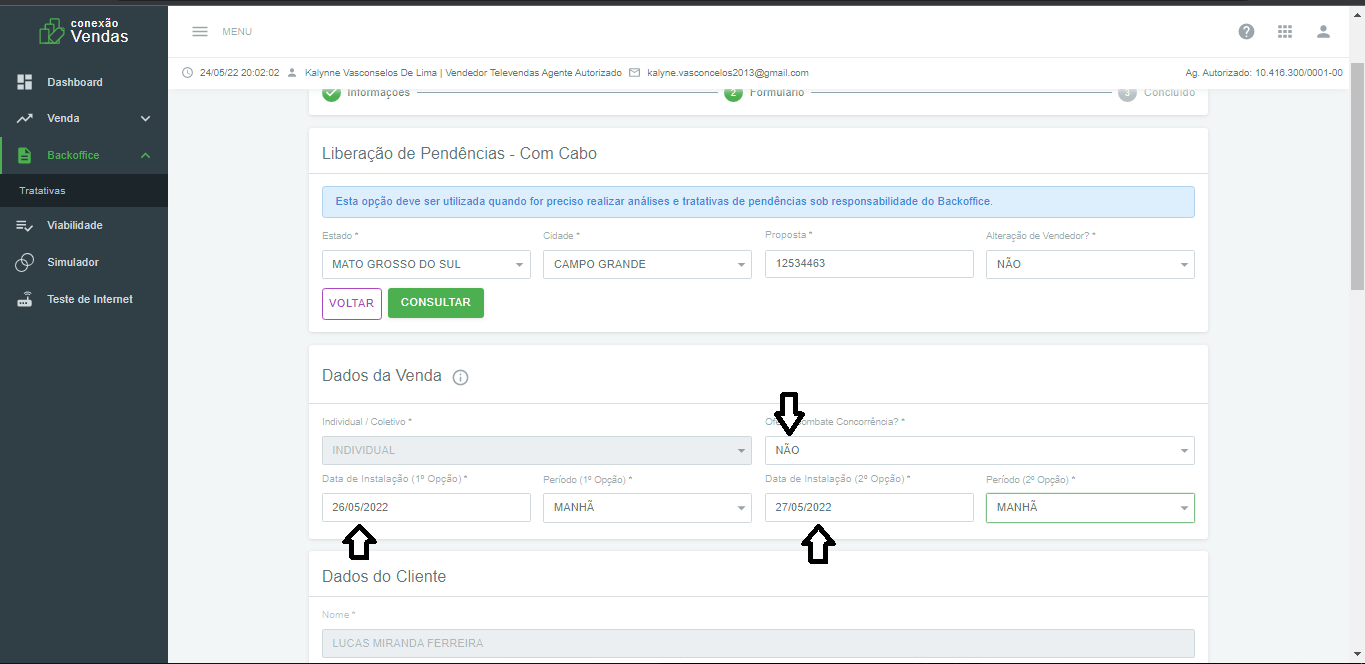 conexão
Vendas
MENU
24/05/22 20:02:02 Kalynne Vasconselos De Lima | Vendedor Televendas Agente Autorizado kalyne.vasconcelos2013@gmail.com Ag. Autorizado: 10.416.300/0001-00
Dashboard
Venda
Backoffice
Tratativas
Viabilidade
Simulador
Teste de Internet
Informações 2 Formulário 3 Concluído
Liberação de Pendências - Com Cabo
Esta opção deve ser utilizada quando for preciso realizar análises e tratativas de pendências sob responsabilidade do Backoffice.
Estado * Cidade * Proposta * Alteração de Vendedor? *
MATO GROSSO DO SUL CAMPO GRANDE 12534463 NÃO
VOLTAR CONSULTAR
Dados da Venda
Individual / Coletivo * Combate Concorrência? *
INDIVIDUAL NÃO
Data de Instalação (1º Opção) * Período (1º Opção) * Data de Instalação (2º Opção) * Período (2º Opção) *
26/05/2022 MANHÃ 27/05/2022 MANHÃ
Dados do Cliente
Nome *
LUCAS MIRANDA FERREIRA